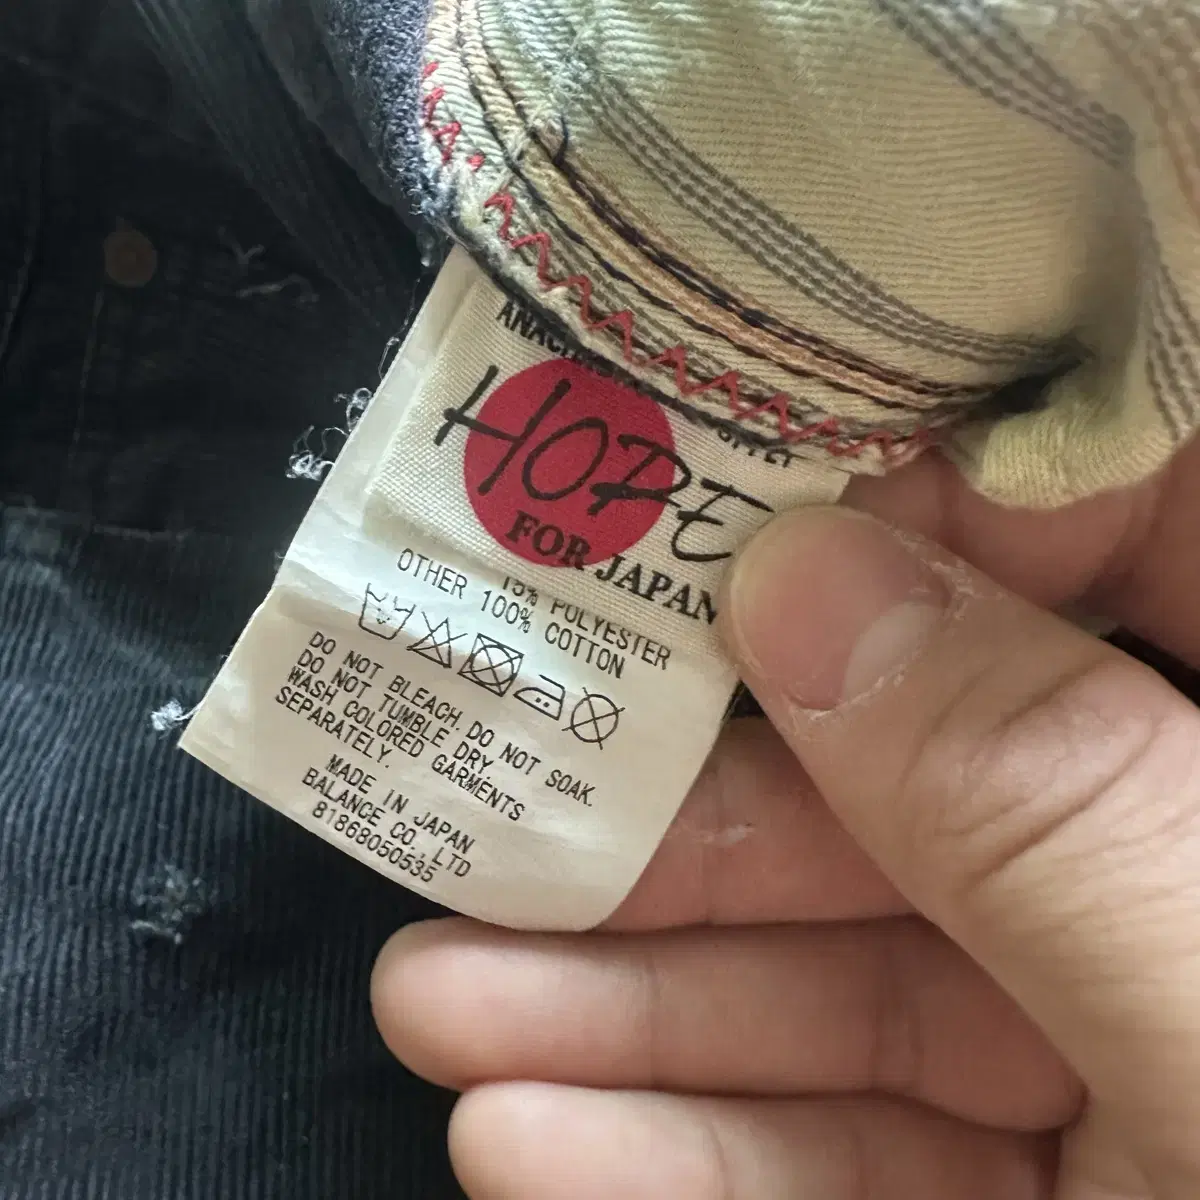 HOPE
FOR JAPAN
15% POLYESTER
OTHER 100% COTTON
DO NOT BLEACH. DO NOT SOAK.
DO NOT TUMBLE DRY.
WASH COLORED GARMENTS
SEPARATELY.
MADE IN JAPAN
BALANCE CO., LTD
81868050535